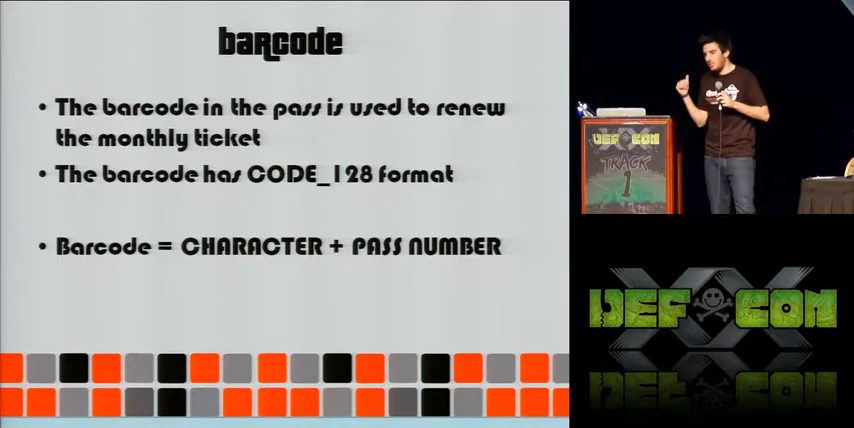 barcode
• The barcode in the pass is used to renew
the monthly ticket
• The barcode has CODE_128 format
• Barcode = CHARACTER + PASS NUMBER
DEF CON
TRACK
1
XX
DEF CON